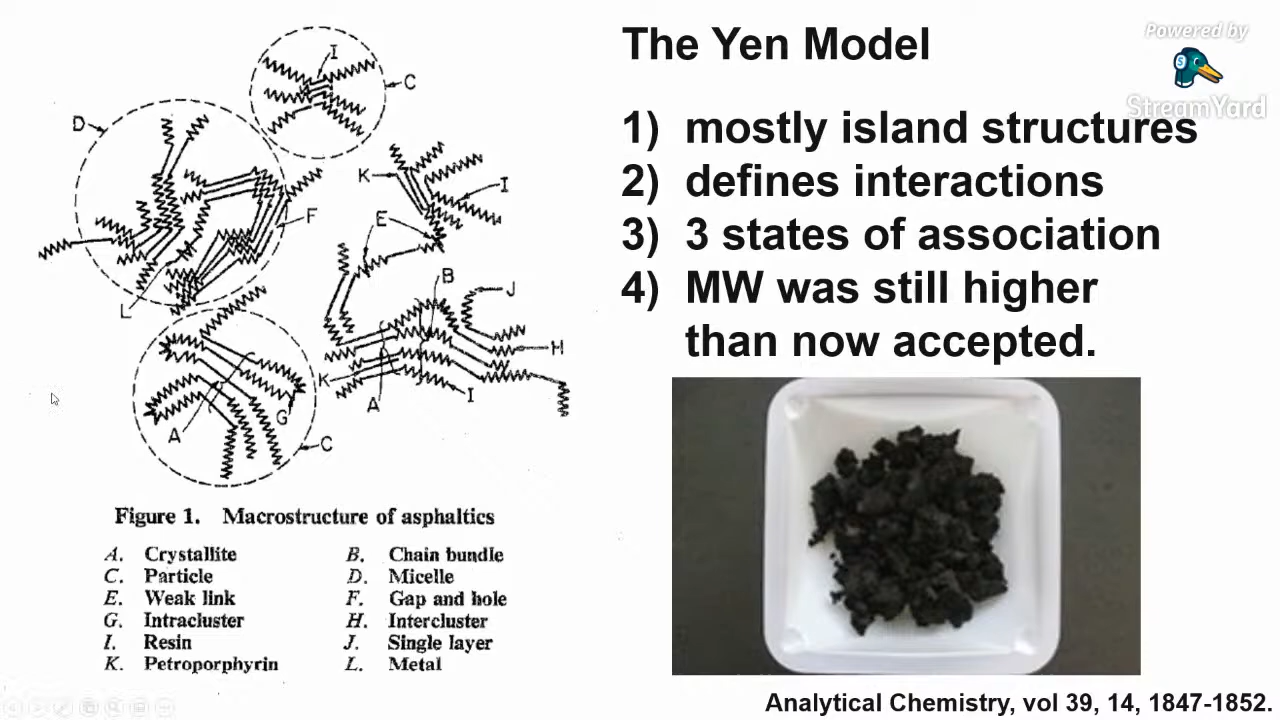 The Yen Model
Powered by
S
StreamYard
1) mostly island structures
2) defines interactions
3) 3 states of association
4) MW was still higher
than now accepted.
I
C
D
K
I
E
F
B
J
L
H
K
A
I
G
A
C
Figure 1. Macrostructure of asphaltics
A. Crystallite B. Chain bundle
C. Particle D. Micelle
E. Weak link F. Gap and hole
G. Intracluster H. Intercluster
I. Resin J. Single layer
K. Petroporphyrin L. Metal
Analytical Chemistry, vol 39, 14, 1847-1852.